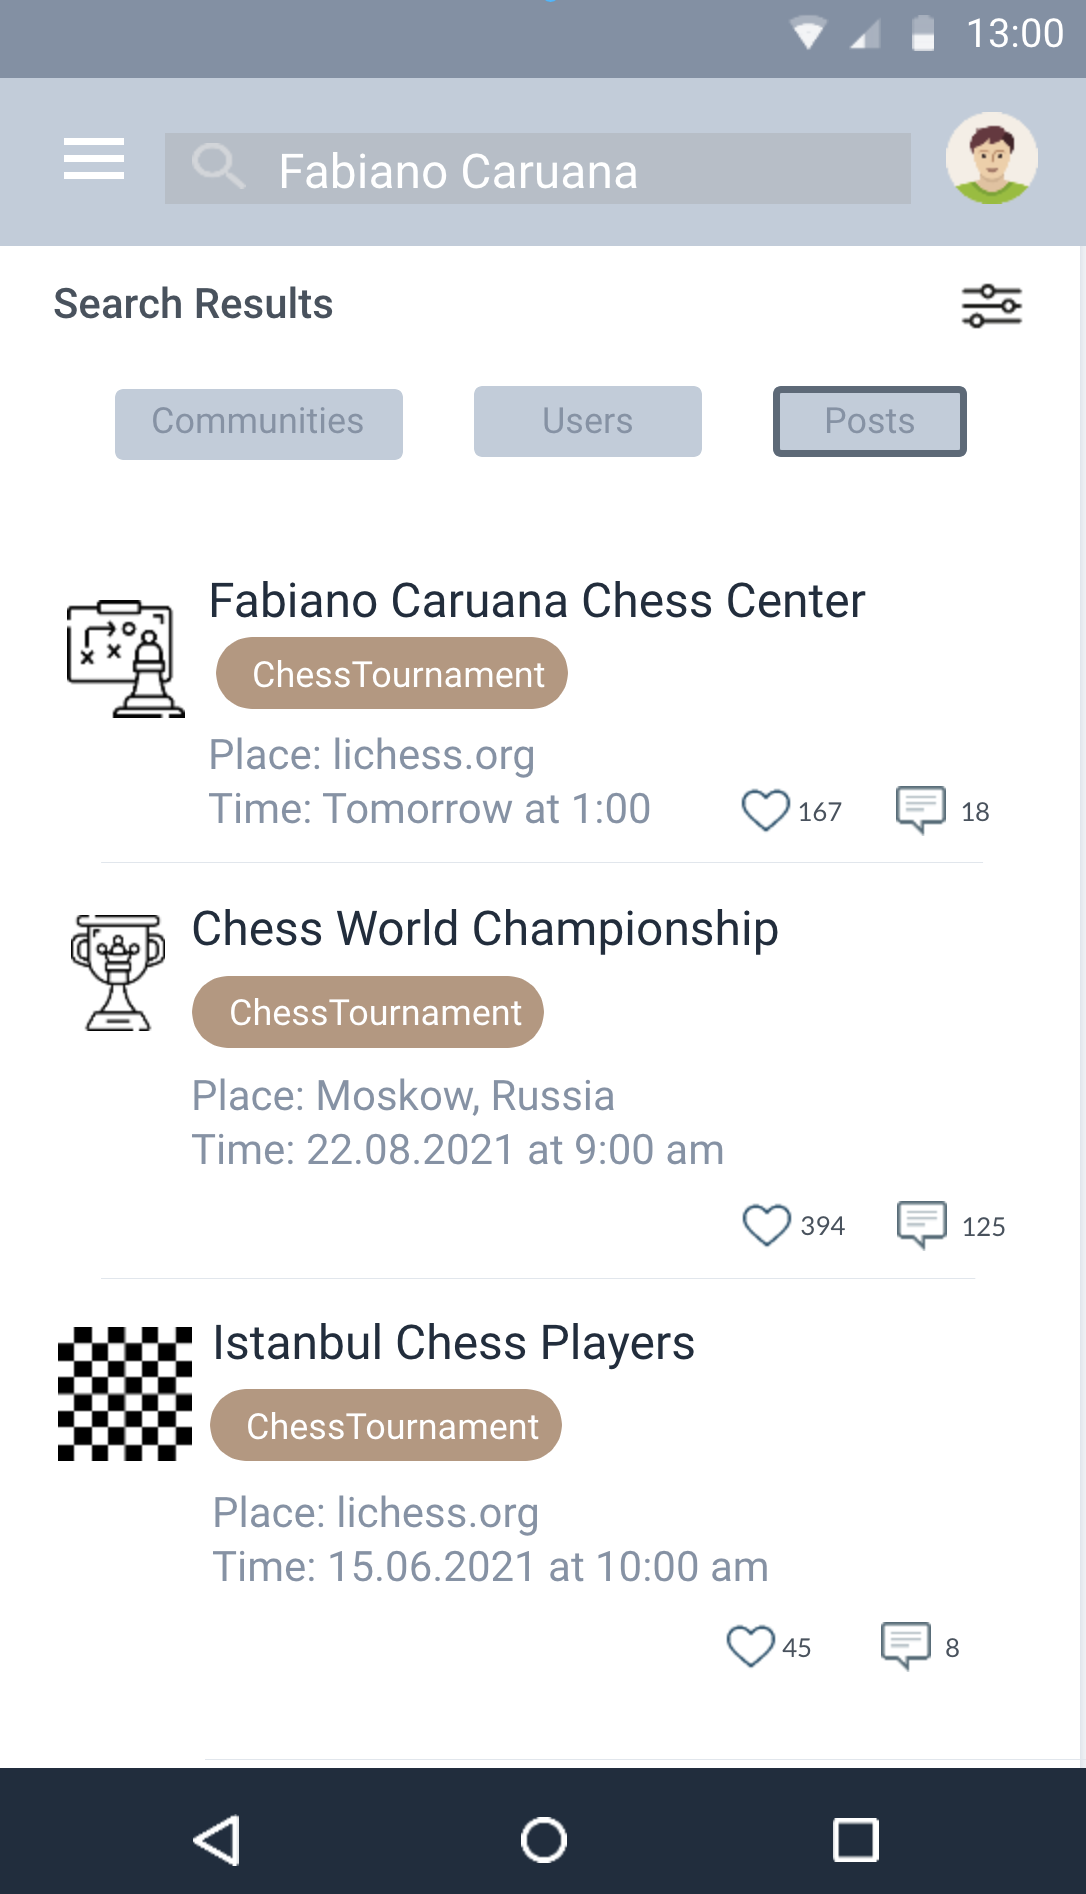 13:00
Fabiano Caruana
Search Results
Communities Users Posts
Fabiano Caruana Chess Center
ChessTournament
Place: lichess.org
Time: Tomorrow at 1:00 167 18
Chess World Championship
ChessTournament
Place: Moskow, Russia
Time: 22.08.2021 at 9:00 am
394 125
Istanbul Chess Players
ChessTournament
Place: lichess.org
Time: 15.06.2021 at 10:00 am
45 8